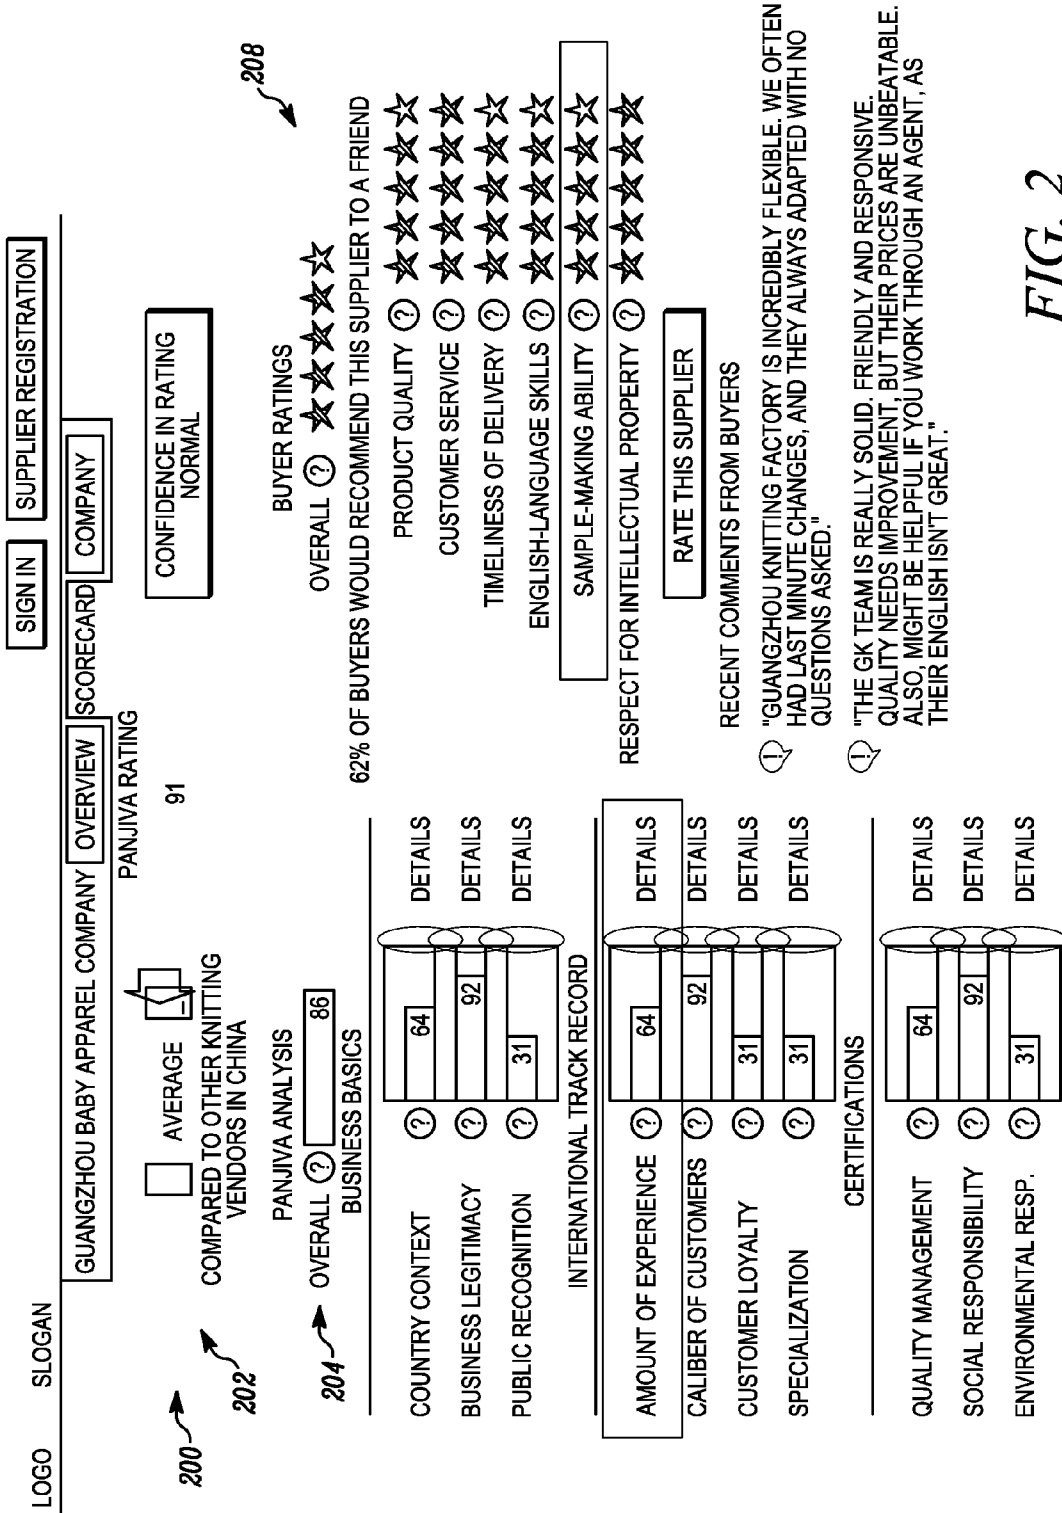 LOGO SLOGAN
SIGN IN SUPPLIER REGISTRATION
GUANGZHOU BABY APPAREL COMPANY OVERVIEW SCORECARD COMPANY
PANJIVA RATING
91
CONFIDENCE IN RATING
NORMAL
AVERAGE
COMPARED TO OTHER KNITTING
VENDORS IN CHINA
200
202
PANJIVA ANALYSIS
204 OVERALL ? 86
BUSINESS BASICS
COUNTRY CONTEXT ? 64 DETAILS
BUSINESS LEGITIMACY ? 92 DETAILS
PUBLIC RECOGNITION ? 31 DETAILS
INTERNATIONAL TRACK RECORD
AMOUNT OF EXPERIENCE ? 64 DETAILS
CALIBER OF CUSTOMERS ? 92 DETAILS
CUSTOMER LOYALTY ? 31 DETAILS
SPECIALIZATION ? 31 DETAILS
CERTIFICATIONS
QUALITY MANAGEMENT ? 64 DETAILS
SOCIAL RESPONSIBILITY ? 92 DETAILS
ENVIRONMENTAL RESP. ? 31 DETAILS
208
BUYER RATINGS
OVERALL ?
62% OF BUYERS WOULD RECOMMEND THIS SUPPLIER TO A FRIEND
PRODUCT QUALITY ?
CUSTOMER SERVICE ?
TIMELINESS OF DELIVERY ?
ENGLISH-LANGUAGE SKILLS ?
SAMPLE-MAKING ABILITY ?
RESPECT FOR INTELLECTUAL PROPERTY ?
RATE THIS SUPPLIER
RECENT COMMENTS FROM BUYERS
! "GUANGZHOU KNITTING FACTORY IS INCREDIBLY FLEXIBLE. WE OFTEN
HAD LAST MINUTE CHANGES, AND THEY ALWAYS ADAPTED WITH NO
QUESTIONS ASKED."
! "THE GK TEAM IS REALLY SOLID. FRIENDLY AND RESPONSIVE.
QUALITY NEEDS IMPROVEMENT, BUT THEIR PRICES ARE UNBEATABLE.
ALSO, MIGHT BE HELPFUL IF YOU WORK THROUGH AN AGENT, AS
THEIR ENGLISH ISN'T GREAT."
FIG. 2